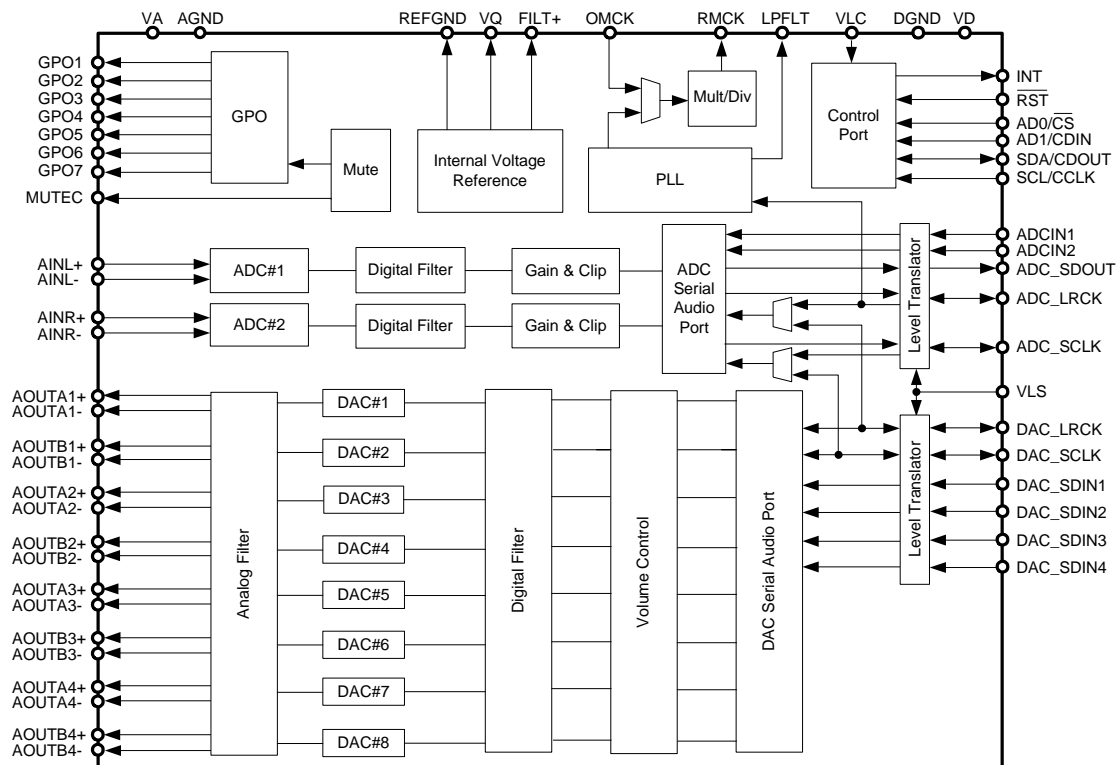 VA AGND REFGND VQ FILT+ OMCK RMCK LPFLT VLC DGND VD
GPO1
GPO2
GPO3
GPO4
GPO5
GPO6
GPO7
MUTEC
GPO
Mute
Internal Voltage
Reference
Mult/Div
PLL
Control
Port
INT
RST
AD0/CS
AD1/CDIN
SDA/CDOUT
SCL/CCLK
AINL+
AINL-
AINR+
AINR-
ADC#1
Digital Filter
Gain & Clip
ADC#2
Digital Filter
Gain & Clip
ADC
Serial
Audio
Port
Level Translator
ADCIN1
ADCIN2
ADC_SDOUT
ADC_LRCK
ADC_SCLK
VLS
AOUTA1+
AOUTA1-
AOUTB1+
AOUTB1-
AOUTA2+
AOUTA2-
AOUTB2+
AOUTB2-
AOUTA3+
AOUTA3-
AOUTB3+
AOUTB3-
AOUTA4+
AOUTA4-
AOUTB4+
AOUTB4-
Analog Filter
DAC#1
DAC#2
DAC#3
DAC#4
DAC#5
DAC#6
DAC#7
DAC#8
Digital Filter
Volume Control
DAC Serial Audio Port
Level Translator
DAC_LRCK
DAC_SCLK
DAC_SDIN1
DAC_SDIN2
DAC_SDIN3
DAC_SDIN4